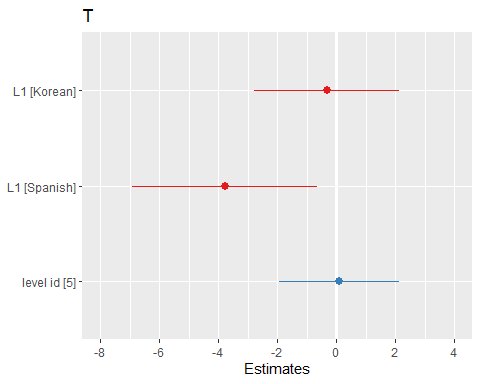 T
L1 [Korean]
L1 [Spanish]
level id [5]
-8 -6 -4 -2 0 2 4
Estimates